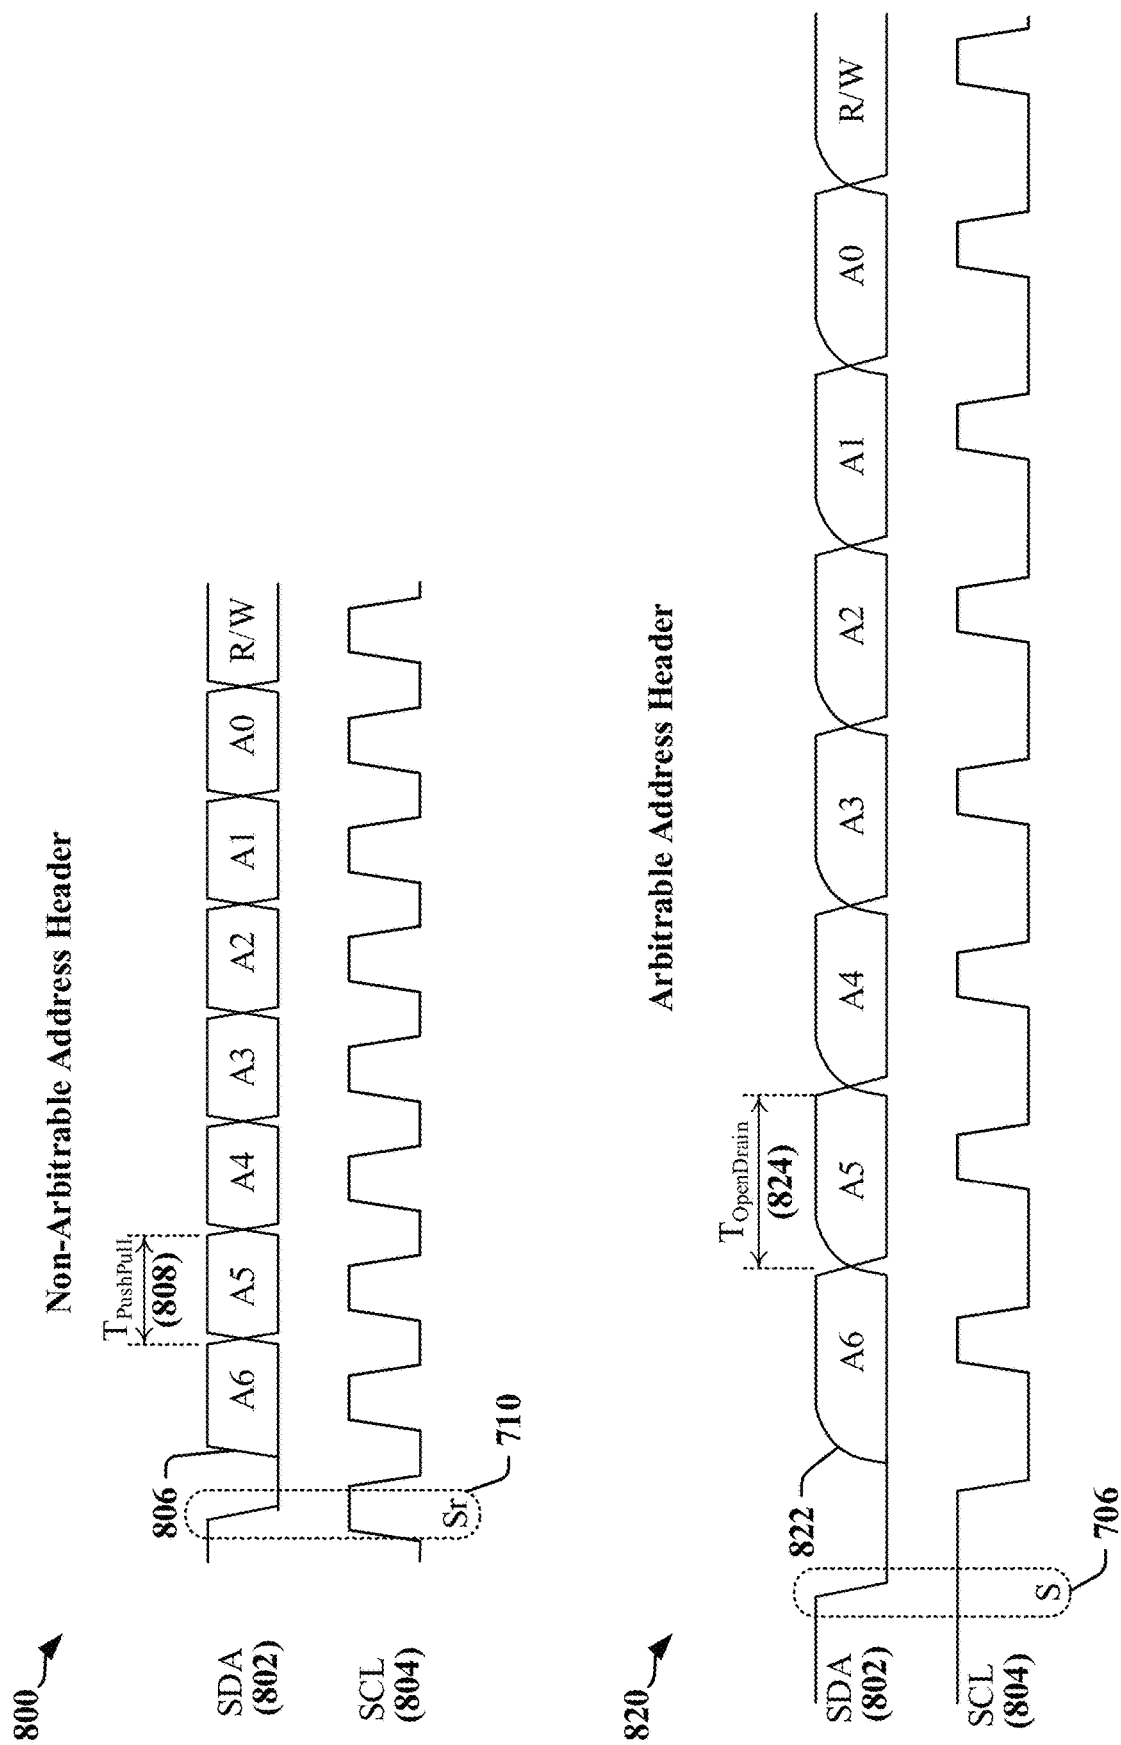 800
Non-Arbitrable Address Header
T_PushPull
(808)
806
SDA
(802)
A6 A5 A4 A3 A2 A1 A0 R/W
SCL
(804)
Sr
710
820
Arbitrable Address Header
T_OpenDrain
(824)
822
SDA
(802)
A6 A5 A4 A3 A2 A1 A0 R/W
SCL
(804)
S
706